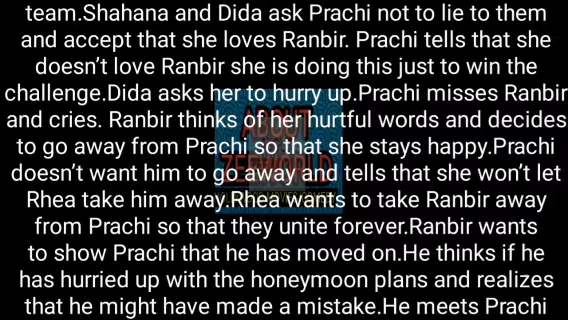 team.Shahana and Dida ask Prachi not to lie to them
and accept that she loves Ranbir. Prachi tells that she
doesn’t love Ranbir she is doing this just to win the
challenge.Dida asks her to hurry up.Prachi misses Ranbir
and cries. Ranbir thinks of her hurtful words and decides
to go away from Prachi so that she stays happy.Prachi
doesn’t want him to go away and tells that she won’t let
Rhea take him away.Rhea wants to take Ranbir away
from Prachi so that they unite forever.Ranbir wants
to show Prachi that he has moved on.He thinks if he
has hurried up with the honeymoon plans and realizes
that he might have made a mistake.He meets Prachi
ABOUT
ZEEWORLD